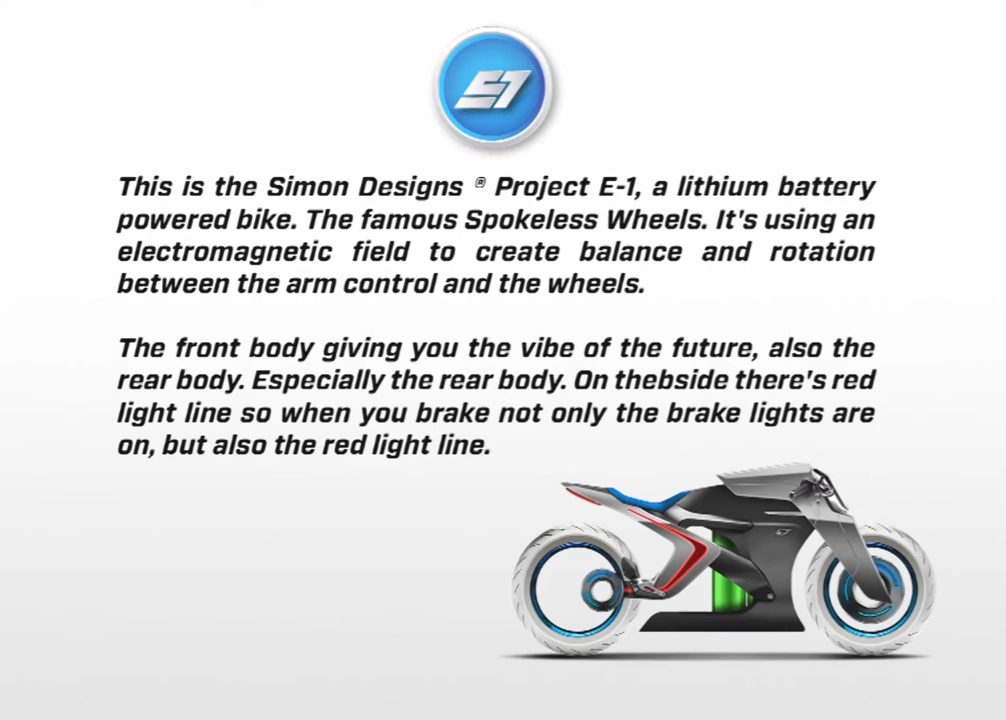 This is the Simon Designs ® Project E-1, a lithium battery
powered bike. The famous Spokeless Wheels. It's using an
electromagnetic field to create balance and rotation
between the arm control and the wheels.
The front body giving you the vibe of the future, also the
rear body. Especially the rear body. On thebside there's red
light line so when you brake not only the brake lights are
on, but also the red light line.